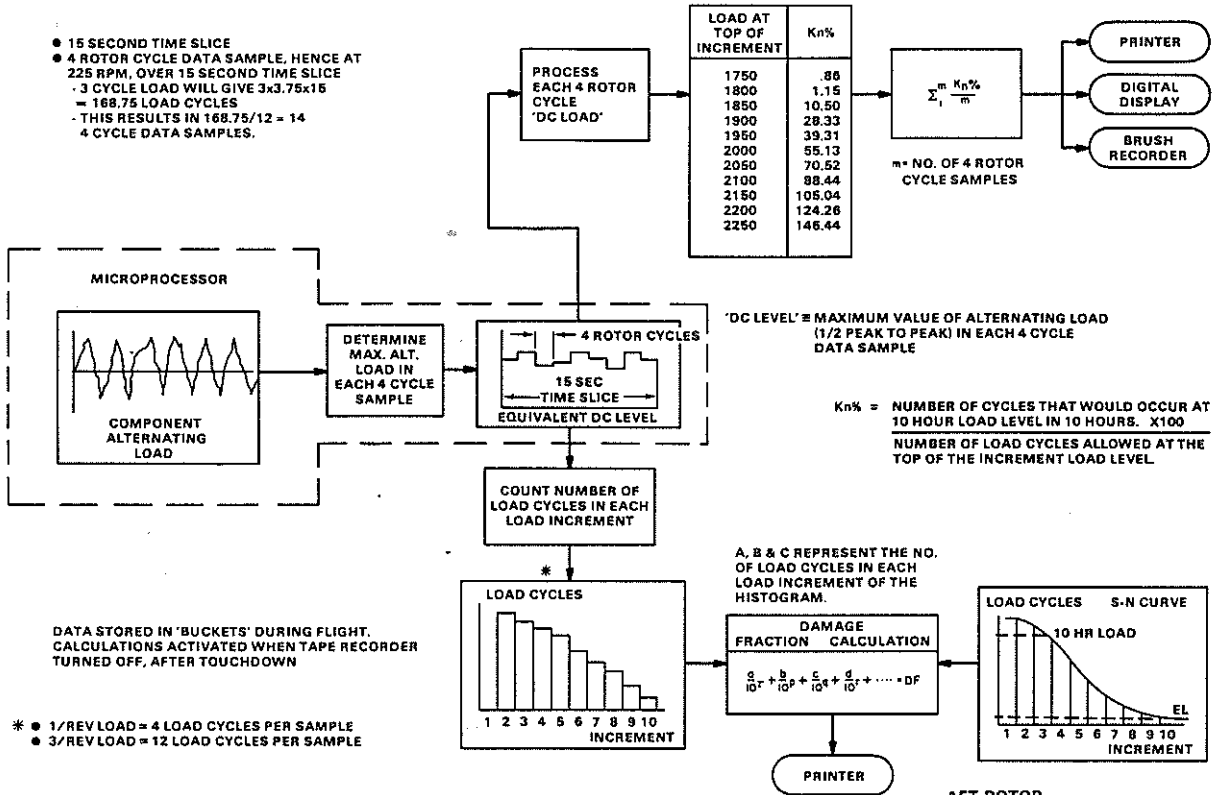 ● 15 SECOND TIME SLICE
● 4 ROTOR CYCLE DATA SAMPLE, HENCE AT
225 RPM, OVER 15 SECOND TIME SLICE
- 3 CYCLE LOAD WILL GIVE 3x3.75x15
= 168.75 LOAD CYCLES
- THIS RESULTS IN 168.75/12 = 14
4 CYCLE DATA SAMPLES.
PROCESS
EACH 4 ROTOR
CYCLE
'DC LOAD'
LOAD AT
TOP OF
INCREMENT
Kn%
1750 .86
1800 1.15
1850 10.50
1900 28.33
1950 39.31
2000 55.13
2050 70.52
2100 88.44
2150 105.04
2200 124.26
2250 146.44
Σ₁ᵐ Kn%/m
m= NO. OF 4 ROTOR
CYCLE SAMPLES
PRINTER
DIGITAL
DISPLAY
BRUSH
RECORDER
MICROPROCESSOR
COMPONENT
ALTERNATING
LOAD
DETERMINE
MAX. ALT.
LOAD IN
EACH 4 CYCLE
SAMPLE
4 ROTOR CYCLES
15 SEC
TIME SLICE
EQUIVALENT DC LEVEL
'DC LEVEL' ≡ MAXIMUM VALUE OF ALTERNATING LOAD
(1/2 PEAK TO PEAK) IN EACH 4 CYCLE
DATA SAMPLE
Kn% = NUMBER OF CYCLES THAT WOULD OCCUR AT
10 HOUR LOAD LEVEL IN 10 HOURS. X100
NUMBER OF LOAD CYCLES ALLOWED AT THE
TOP OF THE INCREMENT LOAD LEVEL
COUNT NUMBER OF
LOAD CYCLES IN EACH
LOAD INCREMENT
*
LOAD CYCLES
1 2 3 4 5 6 7 8 9 10
INCREMENT
DATA STORED IN 'BUCKETS' DURING FLIGHT.
CALCULATIONS ACTIVATED WHEN TAPE RECORDER
TURNED OFF, AFTER TOUCHDOWN
* ● 1/REV LOAD = 4 LOAD CYCLES PER SAMPLE
● 3/REV LOAD = 12 LOAD CYCLES PER SAMPLE
A, B & C REPRESENT THE NO.
OF LOAD CYCLES IN EACH
LOAD INCREMENT OF THE
HISTOGRAM.
DAMAGE
FRACTION CALCULATION
a/10ʳ + b/10ᵖ + c/10ᵠ + d/10ʳ + ···· = DF
PRINTER
LOAD CYCLES S-N CURVE
10 HR LOAD
EL
1 2 3 4 5 6 7 8 9 10
INCREMENT